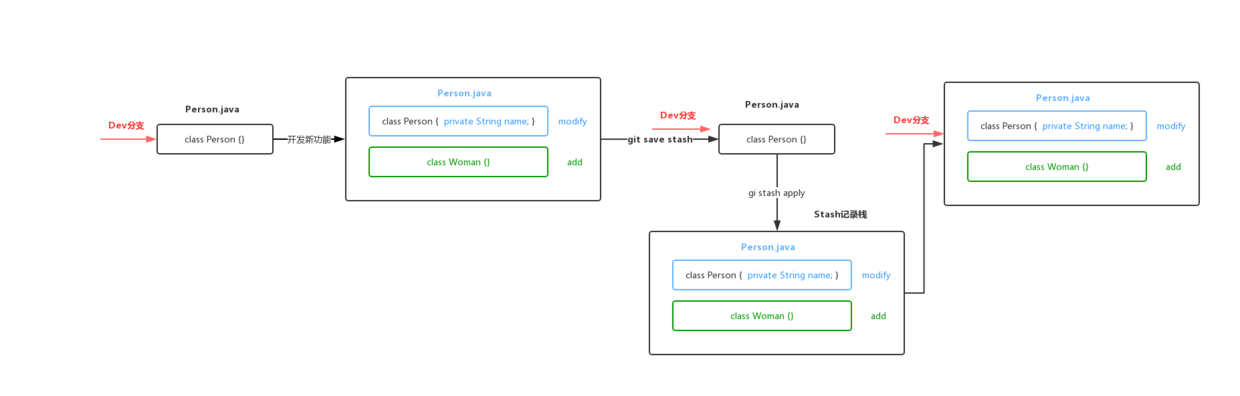 Person.java
Dev分支
class Person {}
开发新功能
Person.java
class Person { private String name; }
modify
class Woman {}
add
git save stash
Dev分支
Person.java
class Person {}
gi stash apply
Stash记录栈
Person.java
class Person { private String name; }
modify
class Woman {}
add
Dev分支
Person.java
class Person { private String name; }
modify
class Woman {}
add